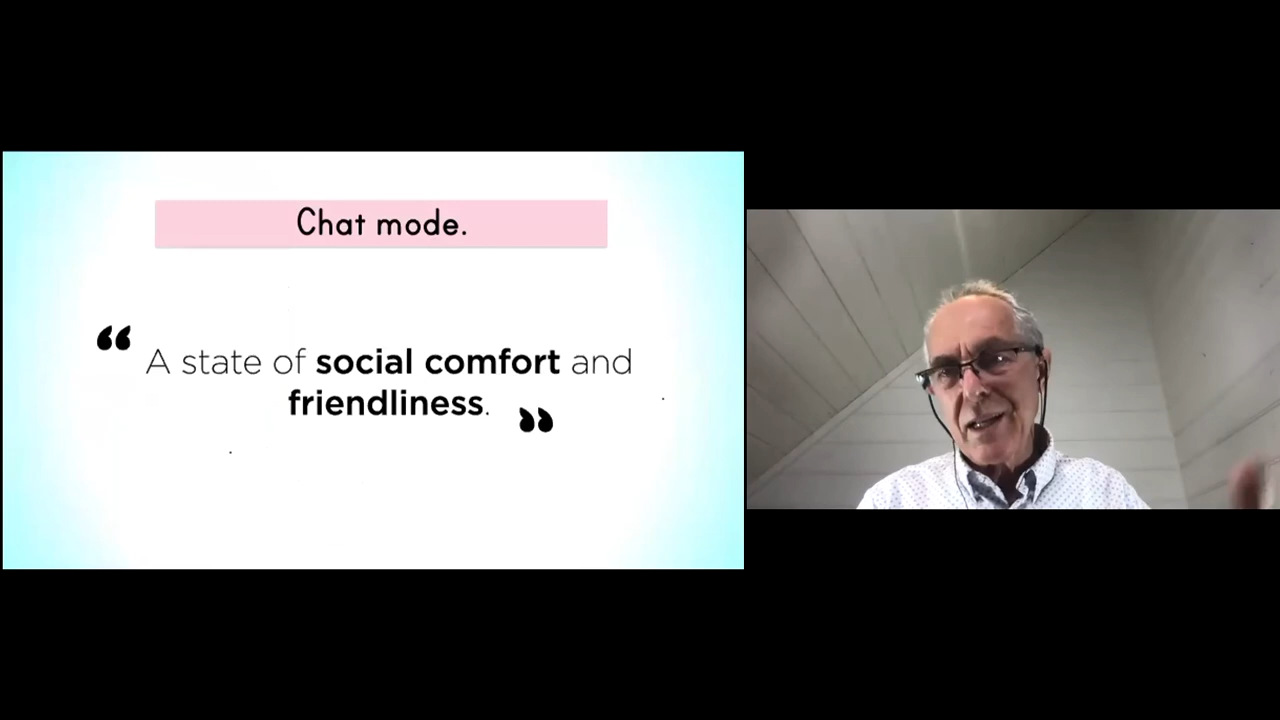 Chat mode.
“ A state of social comfort and
friendliness. ”